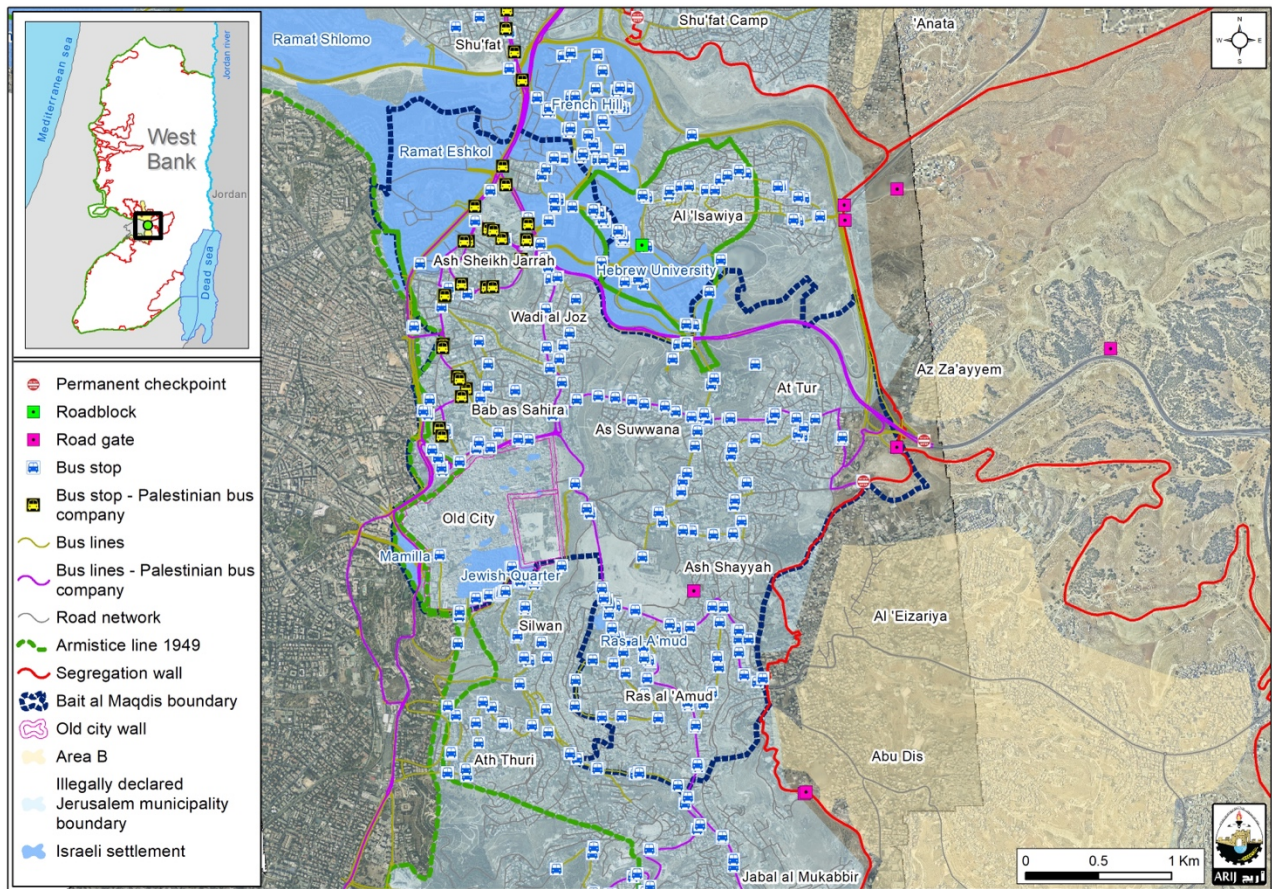 Mediterranean sea
Jordan river
West
Bank
Jordan
Dead sea
Permanent checkpoint
Roadblock
Road gate
Bus stop
Bus stop - Palestinian bus
company
Bus lines
Bus lines - Palestinian bus
company
Road network
Armistice line 1949
Segregation wall
Bait al Maqdis boundary
Old city wall
Area B
Illegally declared
Jerusalem municipality
boundary
Israeli settlement
Ramat Shlomo
Shu'fat
Shu'fat Camp
'Anata
N
W E
S
French Hill
Ramat Eshkol
Al 'Isawiya
Ash Sheikh Jarrah
Hebrew University
Wadi al Joz
Az Za'ayyem
At Tur
Bab as Sahira
As Suwwana
Old City
Mamilla
Jewish Quarter
Ash Shayyah
Al 'Eizariya
Silwan
Ras al A'mud
Ras al 'Amud
Ath Thuri
Abu Dis
Jabal al Mukabbir
0 0.5 1 Km
ARIJ أريج